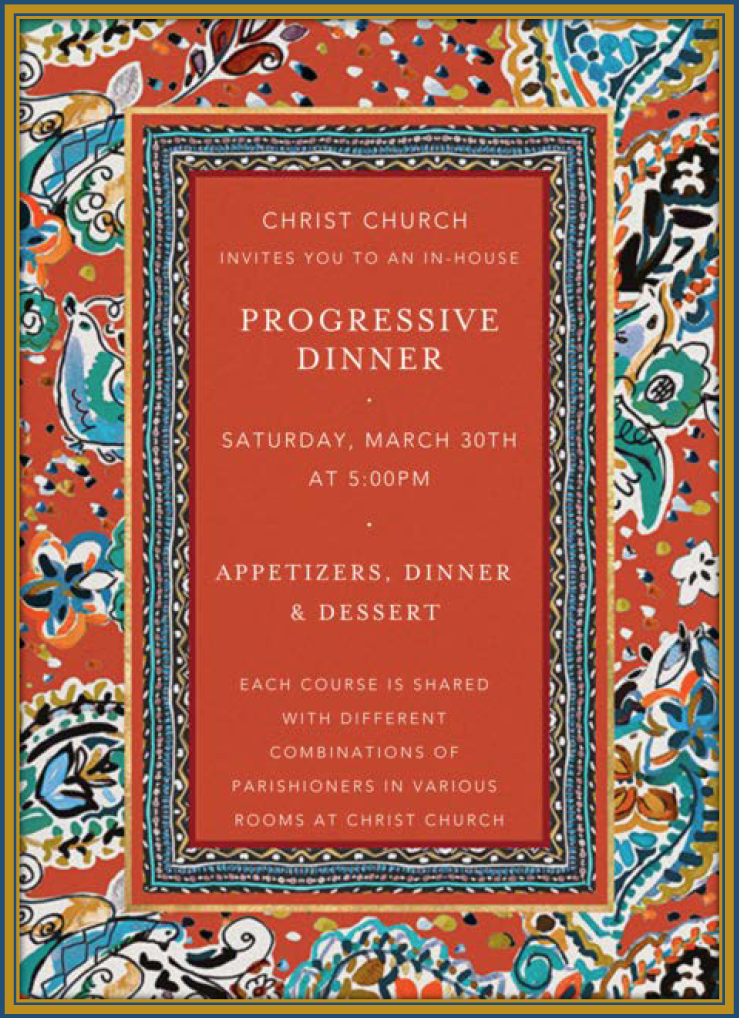 CHRIST CHURCH
INVITES YOU TO AN IN-HOUSE
PROGRESSIVE
DINNER
·
SATURDAY, MARCH 30TH
AT 5:00PM
·
APPETIZERS, DINNER
& DESSERT
EACH COURSE IS SHARED
WITH DIFFERENT
COMBINATIONS OF
PARISHIONERS IN VARIOUS
ROOMS AT CHRIST CHURCH